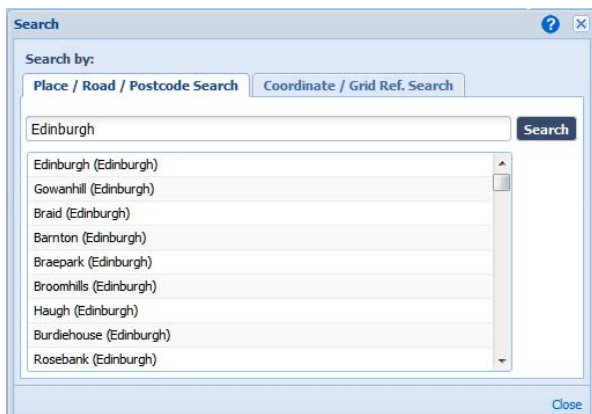 Search
Search by:
Place / Road / Postcode Search
Coordinate / Grid Ref. Search
Edinburgh
Search
Edinburgh (Edinburgh)
Gowanhill (Edinburgh)
Braid (Edinburgh)
Barnton (Edinburgh)
Braepark (Edinburgh)
Broomhills (Edinburgh)
Haugh (Edinburgh)
Burdiehouse (Edinburgh)
Rosebank (Edinburgh)
Close